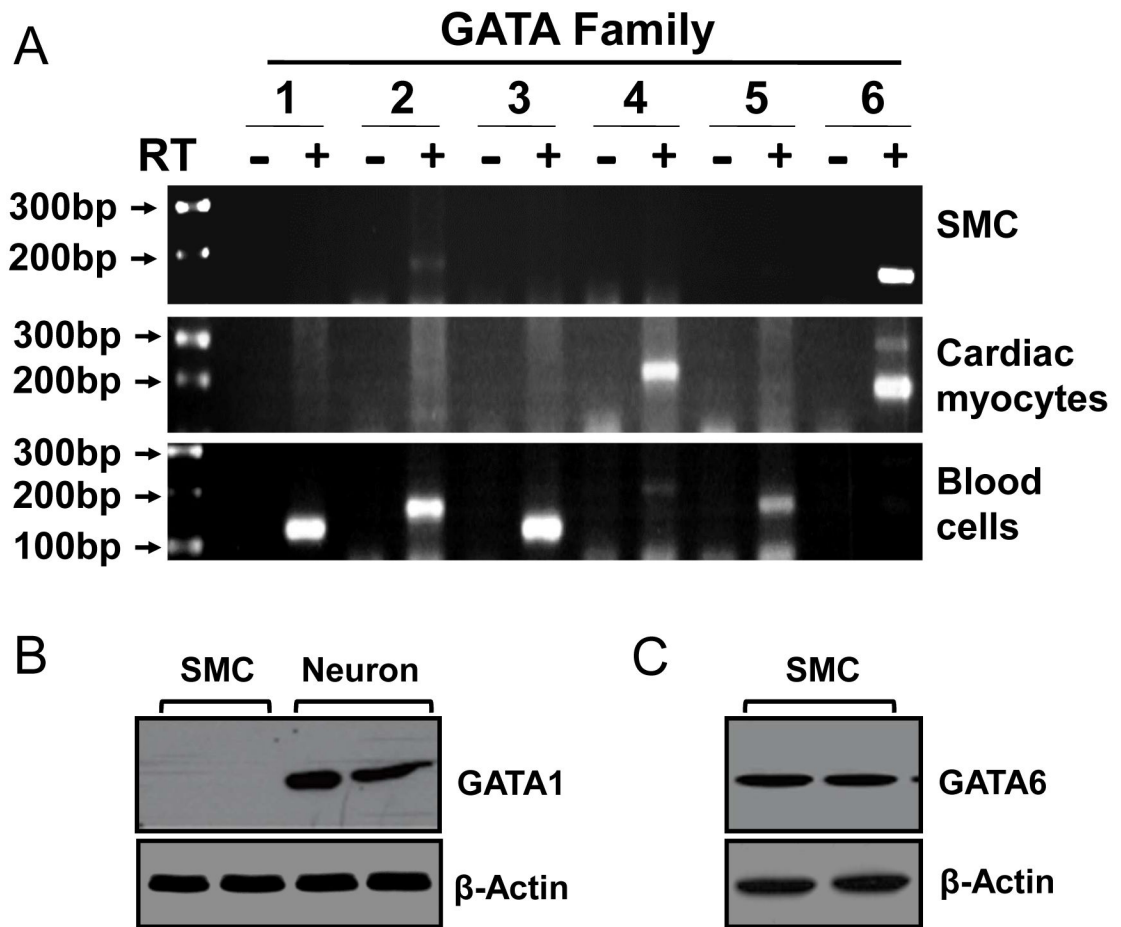 A
GATA Family
1 2 3 4 5 6
RT - + - + - + - + - + - +
300bp
200bp
SMC
300bp
200bp
Cardiac
myocytes
300bp
200bp
100bp
Blood
cells
B
SMC Neuron
GATA1
β-Actin
C
SMC
GATA6
β-Actin